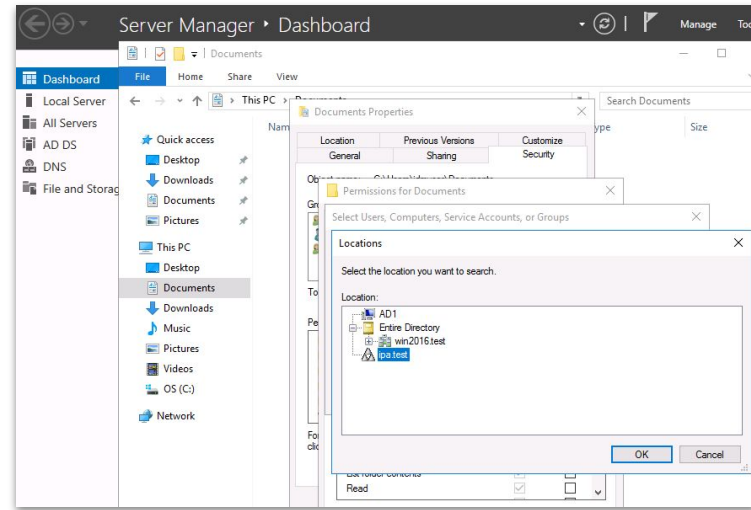 Server Manager ‣ Dashboard
Manage
Documents
File Home Share View
This PC
Search Documents
Dashboard
Local Server
All Servers
AD DS
DNS
Quick access
Desktop
Downloads
Documents
Pictures
This PC
Desktop
Documents
Downloads
Music
Pictures
Videos
OS (C:)
Network
Size
Documents Properties
Location Previous Versions Customize
General Sharing Security
Permissions for Documents
Select Users, Computers, Service Accounts, or Groups
Locations
Select the location you want to search.
Location:
AD1
Entire Directory
win2016.test
ipa.test
OK Cancel
Read